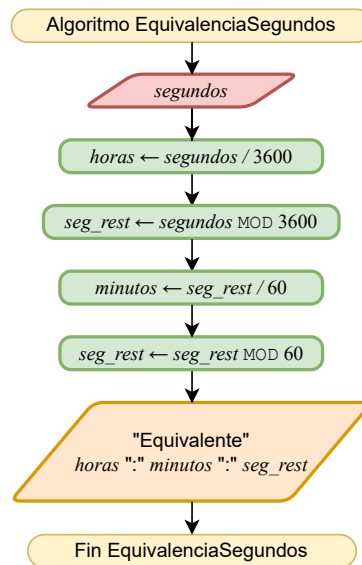 Algoritmo EquivalenciaSegundos
segundos
horas ← segundos / 3600
seg_rest ← segundos MOD 3600
minutos ← seg_rest / 60
seg_rest ← seg_rest MOD 60
"Equivalente"
horas ":" minutos ":" seg_rest
Fin EquivalenciaSegundos